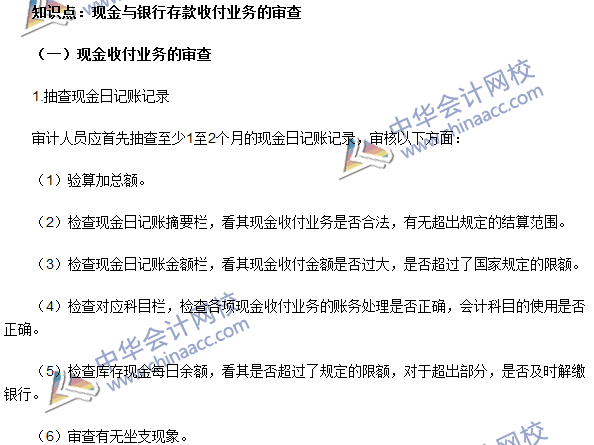 知识点：现金与银行存款收付业务的审查
（一）现金收付业务的审查
1.抽查现金日记账记录
审计人员应首先抽查至少1至2个月的现金日记账记录，审核以下方面：
（1）验算加总额。
（2）检查现金日记账摘要栏，看其现金收付业务是否合法，有无超出规定的结算范围。
（3）检查现金日记账金额栏，看其现金收付金额是否过大，是否超过了国家规定的限额。
（4）检查对应科目栏，检查各项现金收付业务的账务处理是否正确，会计科目的使用是否
正确。
（5）检查库存现金每日余额，看其是否超过了规定的限额，对于超出部分，是否及时解缴
银行。
（6）审查有无坐支现象。
中华会计网校
www.chinaacc.com
中华会计网校
www.chinaacc.com